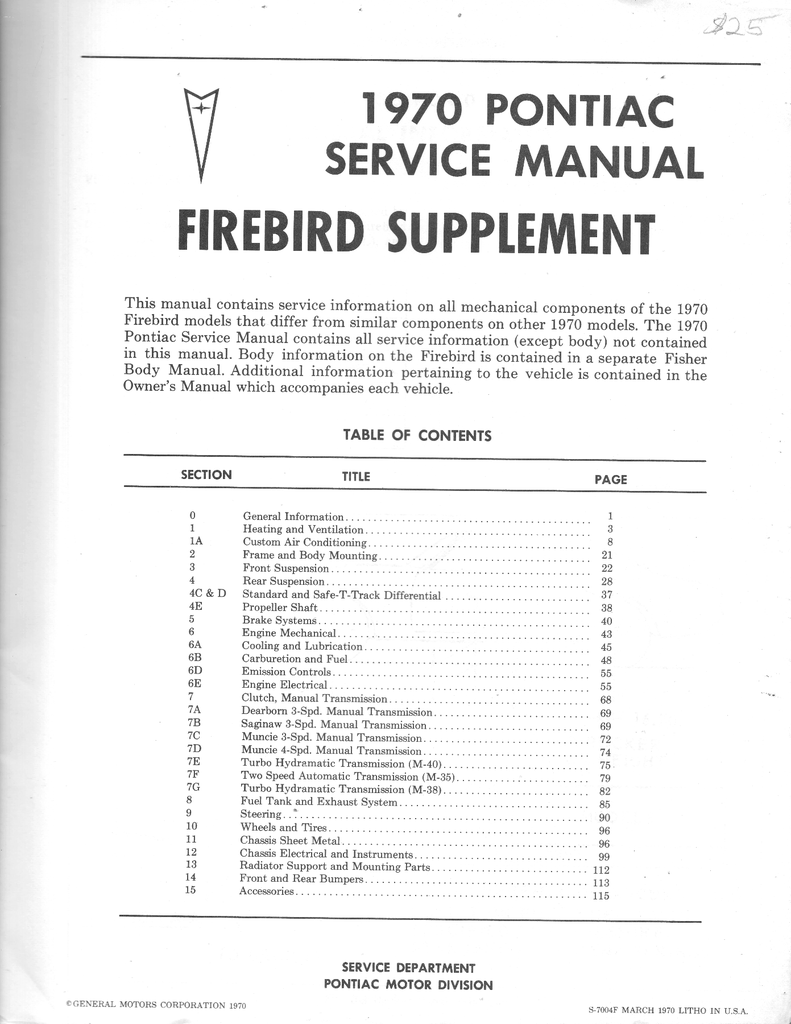 $25
1970 PONTIAC
SERVICE MANUAL
FIREBIRD SUPPLEMENT
This manual contains service information on all mechanical components of the 1970
Firebird models that differ from similar components on other 1970 models. The 1970
Pontiac Service Manual contains all service information (except body) not contained
in this manual. Body information on the Firebird is contained in a separate Fisher
Body Manual. Additional information pertaining to the vehicle is contained in the
Owner's Manual which accompanies each vehicle.
TABLE OF CONTENTS
SECTION TITLE PAGE
0 General Information 1
1 Heating and Ventilation 3
1A Custom Air Conditioning 8
2 Frame and Body Mounting 21
3 Front Suspension 22
4 Rear Suspension 28
4C & D Standard and Safe-T-Track Differential 37
4E Propeller Shaft 38
5 Brake Systems 40
6 Engine Mechanical 43
6A Cooling and Lubrication 45
6B Carburetion and Fuel 48
6D Emission Controls 55
6E Engine Electrical 55
7 Clutch, Manual Transmission 68
7A Dearborn 3-Spd. Manual Transmission 69
7B Saginaw 3-Spd. Manual Transmission 69
7C Muncie 3-Spd. Manual Transmission 72
7D Muncie 4-Spd. Manual Transmission 74
7E Turbo Hydramatic Transmission (M-40) 75
7F Two Speed Automatic Transmission (M-35) 79
7G Turbo Hydramatic Transmission (M-38) 82
8 Fuel Tank and Exhaust System 85
9 Steering 90
10 Wheels and Tires 96
11 Chassis Sheet Metal 96
12 Chassis Electrical and Instruments 99
13 Radiator Support and Mounting Parts 112
14 Front and Rear Bumpers 113
15 Accessories 115
SERVICE DEPARTMENT
PONTIAC MOTOR DIVISION
©GENERAL MOTORS CORPORATION 1970
S-7004F MARCH 1970 LITHO IN U.S.A.